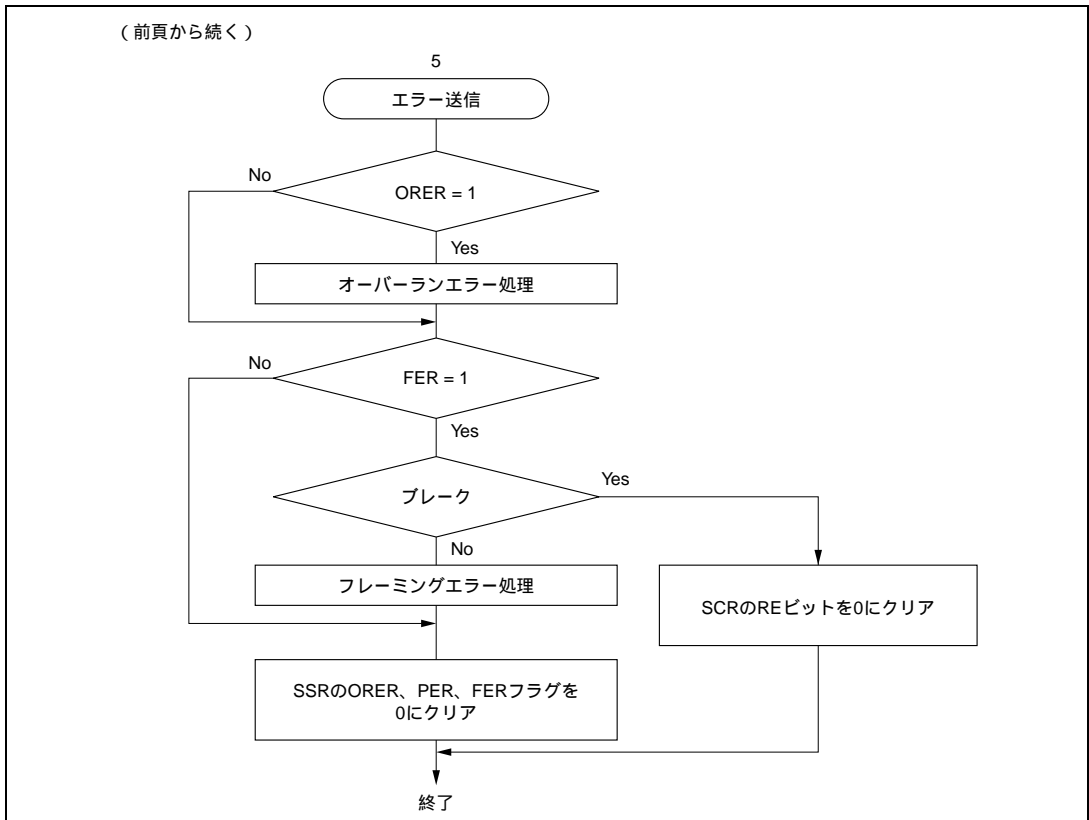 (前頁から続く)
5
エラー送信
No
ORER = 1
Yes
オーバーランエラー処理
No
FER = 1
Yes
ブレーク
Yes
No
フレーミングエラー処理
SCRのREビットを0にクリア
SSRのORER、PER、FERフラグを
0にクリア
終了